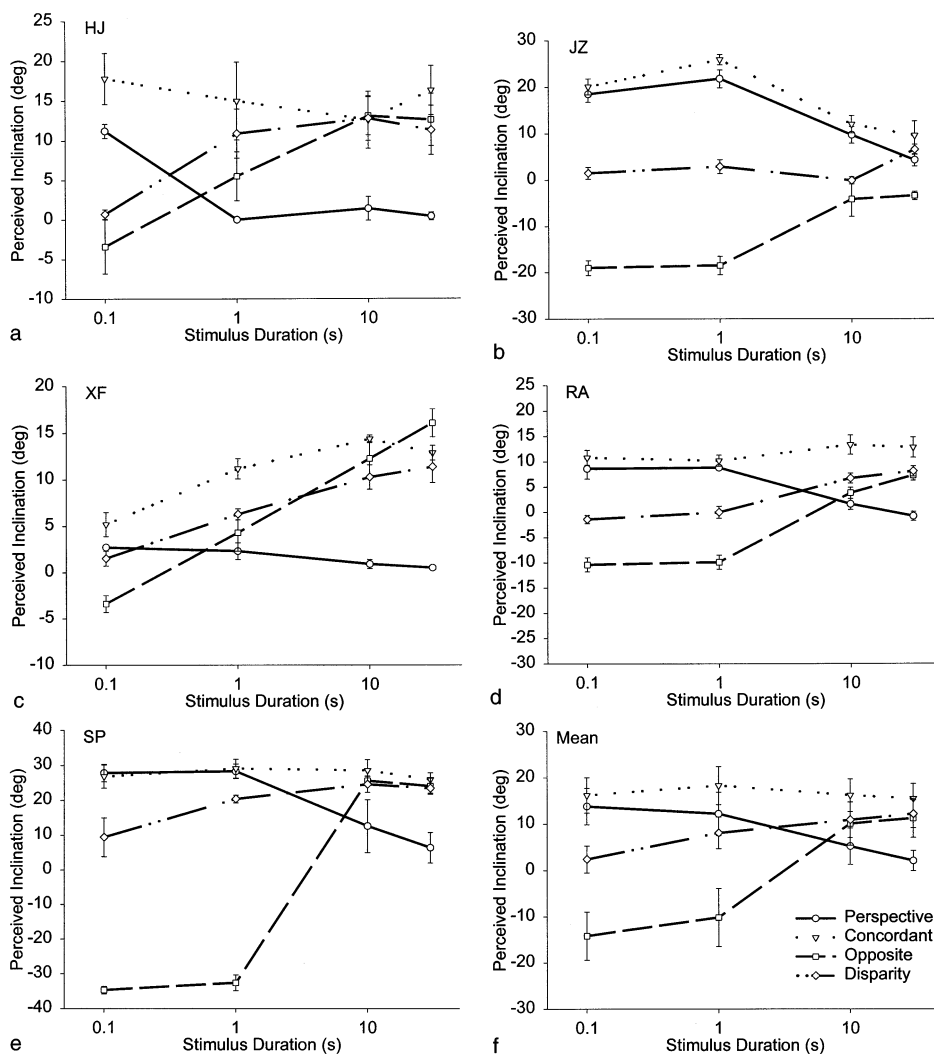 HJ
25
20
15
10
5
0
-5
-10
Perceived Inclination (deg)
0.1 1 10
Stimulus Duration (s)
a
JZ
30
20
10
0
-10
-20
-30
Perceived Inclination (deg)
0.1 1 10
Stimulus Duration (s)
b
XF
20
15
10
5
0
-5
-10
Perceived Inclination (deg)
0.1 1 10
Stimulus Duration (s)
c
RA
25
20
15
10
5
0
-5
-10
-15
-20
-25
-30
Perceived Inclination (deg)
0.1 1 10
Stimulus Duration (s)
d
SP
40
30
20
10
0
-10
-20
-30
-40
Perceived Inclination (deg)
0.1 1 10
Stimulus Duration (s)
e
Mean
30
20
10
0
-10
-20
-30
Perceived Inclination (deg)
Perspective
Concordant
Opposite
Disparity
0.1 1 10
Stimulus Duration (s)
f